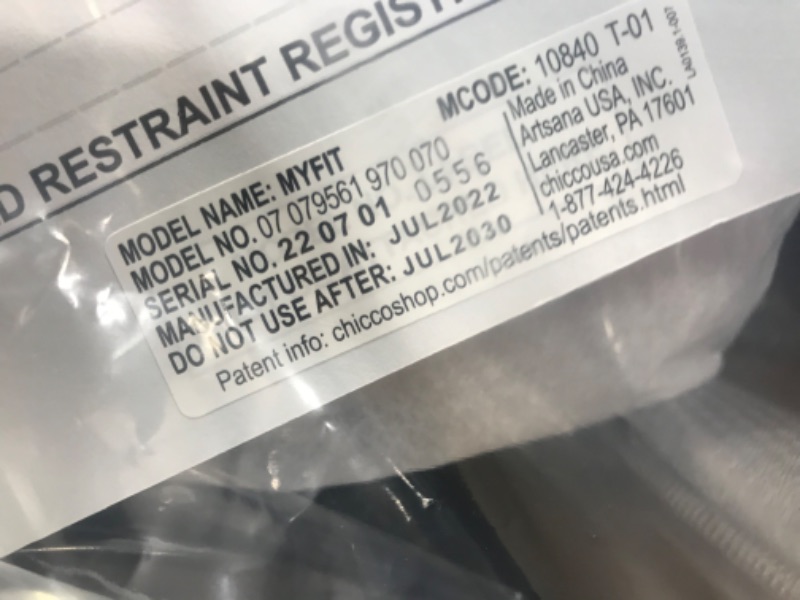 D RESTRAINT REGIST
MODEL NAME: MYFIT
MODEL NO. 07 079561 970 070
SERIAL NO. 22 07 01 0556
MANUFACTURED IN: JUL2022
DO NOT USE AFTER: JUL2030
Patent info: chiccoshop.com/patents/patents.html
MCODE: 10840 T-01
Made in China
Artsana USA, INC.
Lancaster, PA 17601
chiccousa.com
1-877-424-4226